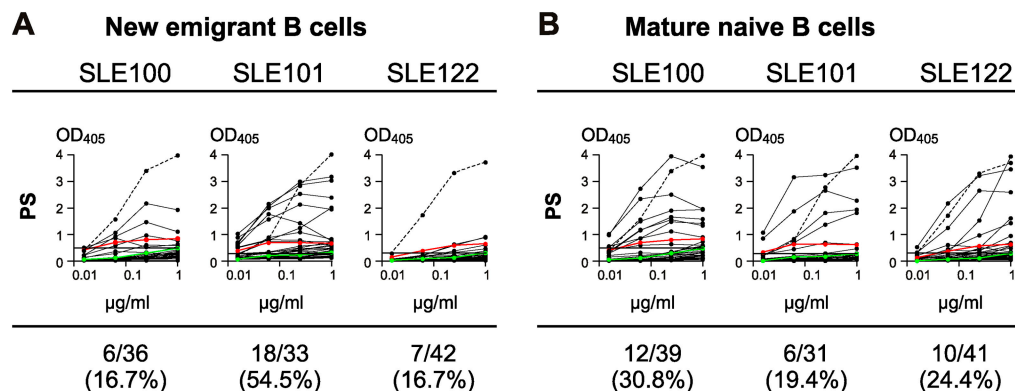 A New emigrant B cells
SLE100 SLE101 SLE122
OD405 OD405 OD405
4 4 4
3 3 3
2 2 2
1 1 1
0 0 0
PS
0.01 0.1 1 0.01 0.1 1 0.01 0.1 1
µg/ml µg/ml µg/ml
6/36 18/33 7/42
(16.7%) (54.5%) (16.7%)
B Mature naive B cells
SLE100 SLE101 SLE122
OD405 OD405 OD405
4 4 4
3 3 3
2 2 2
1 1 1
0 0 0
PS
0.01 0.1 1 0.01 0.1 1 0.01 0.1 1
µg/ml µg/ml µg/ml
12/39 6/31 10/41
(30.8%) (19.4%) (24.4%)